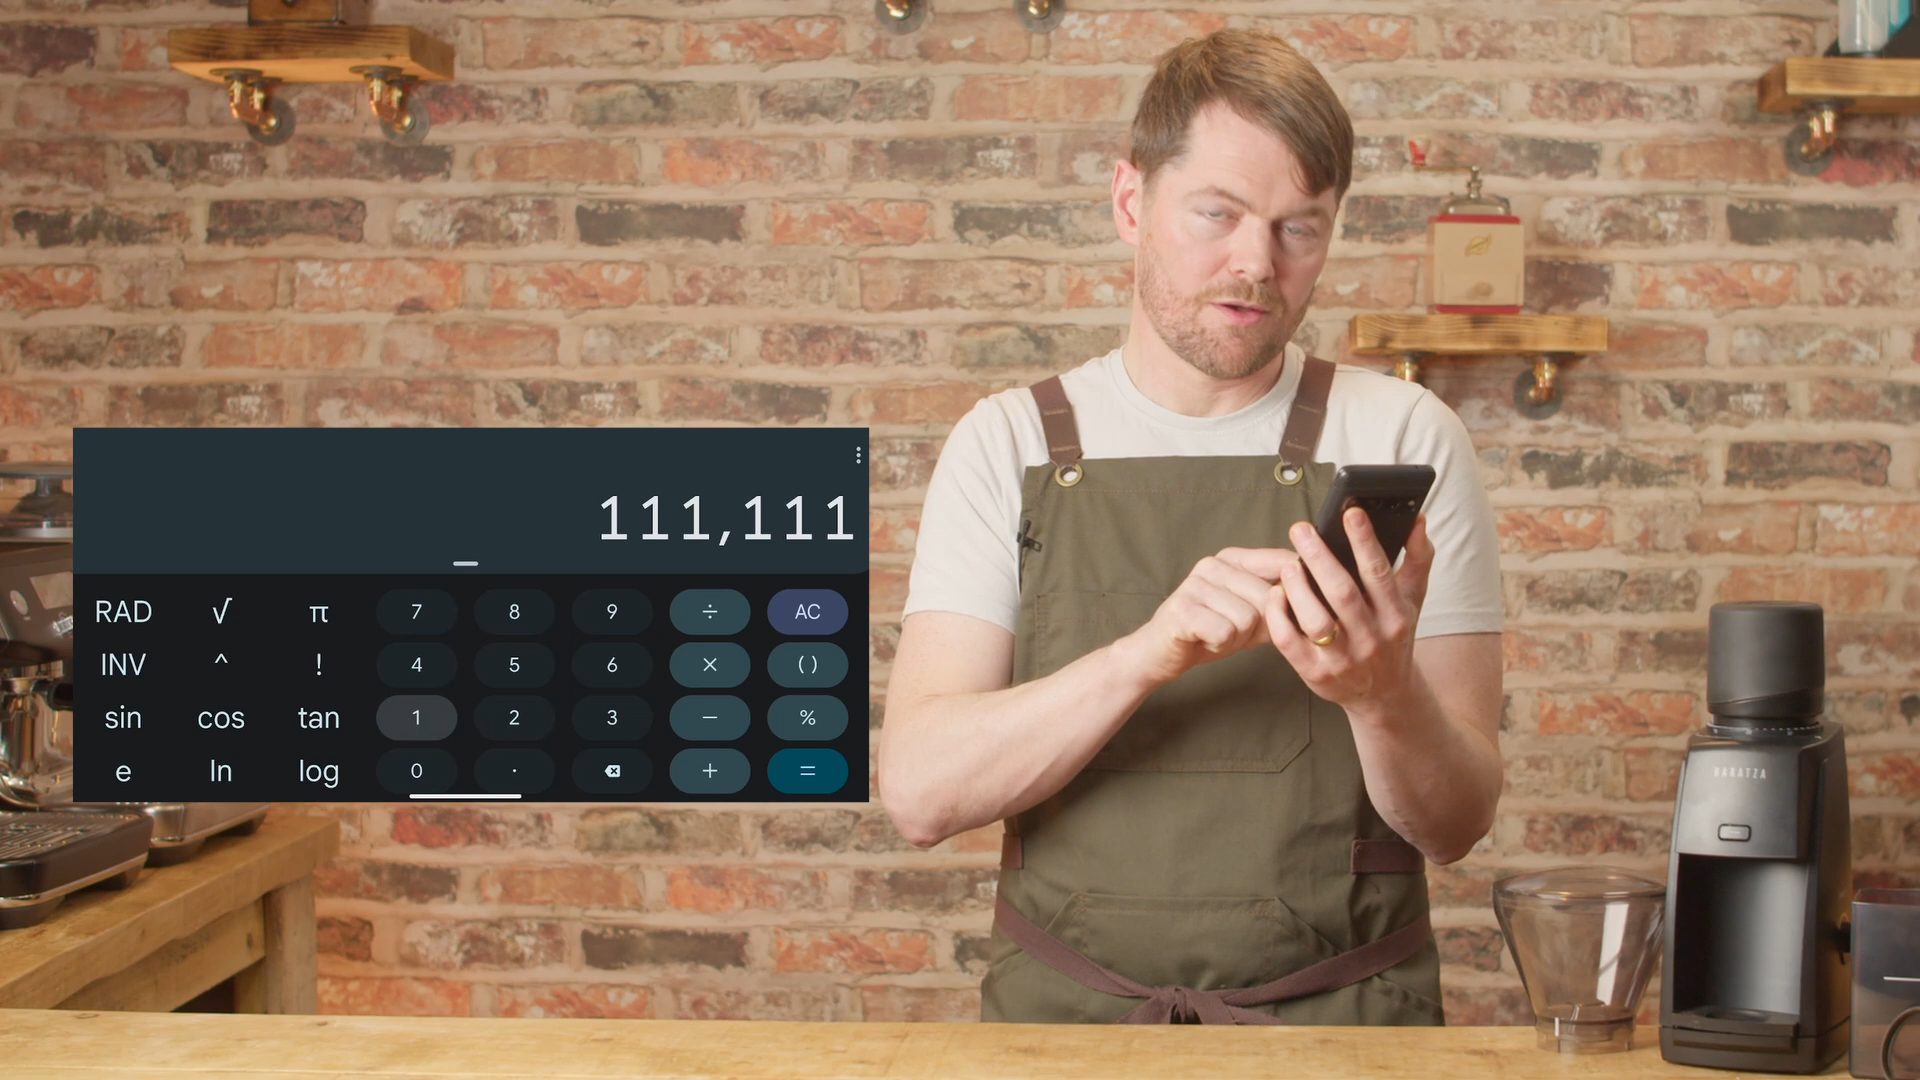 111,111
RAD √ π 7 8 9 ÷ AC
INV ^ ! 4 5 6 × ( )
sin cos tan 1 2 3 − %
e ln log 0 . + =
BARATZA